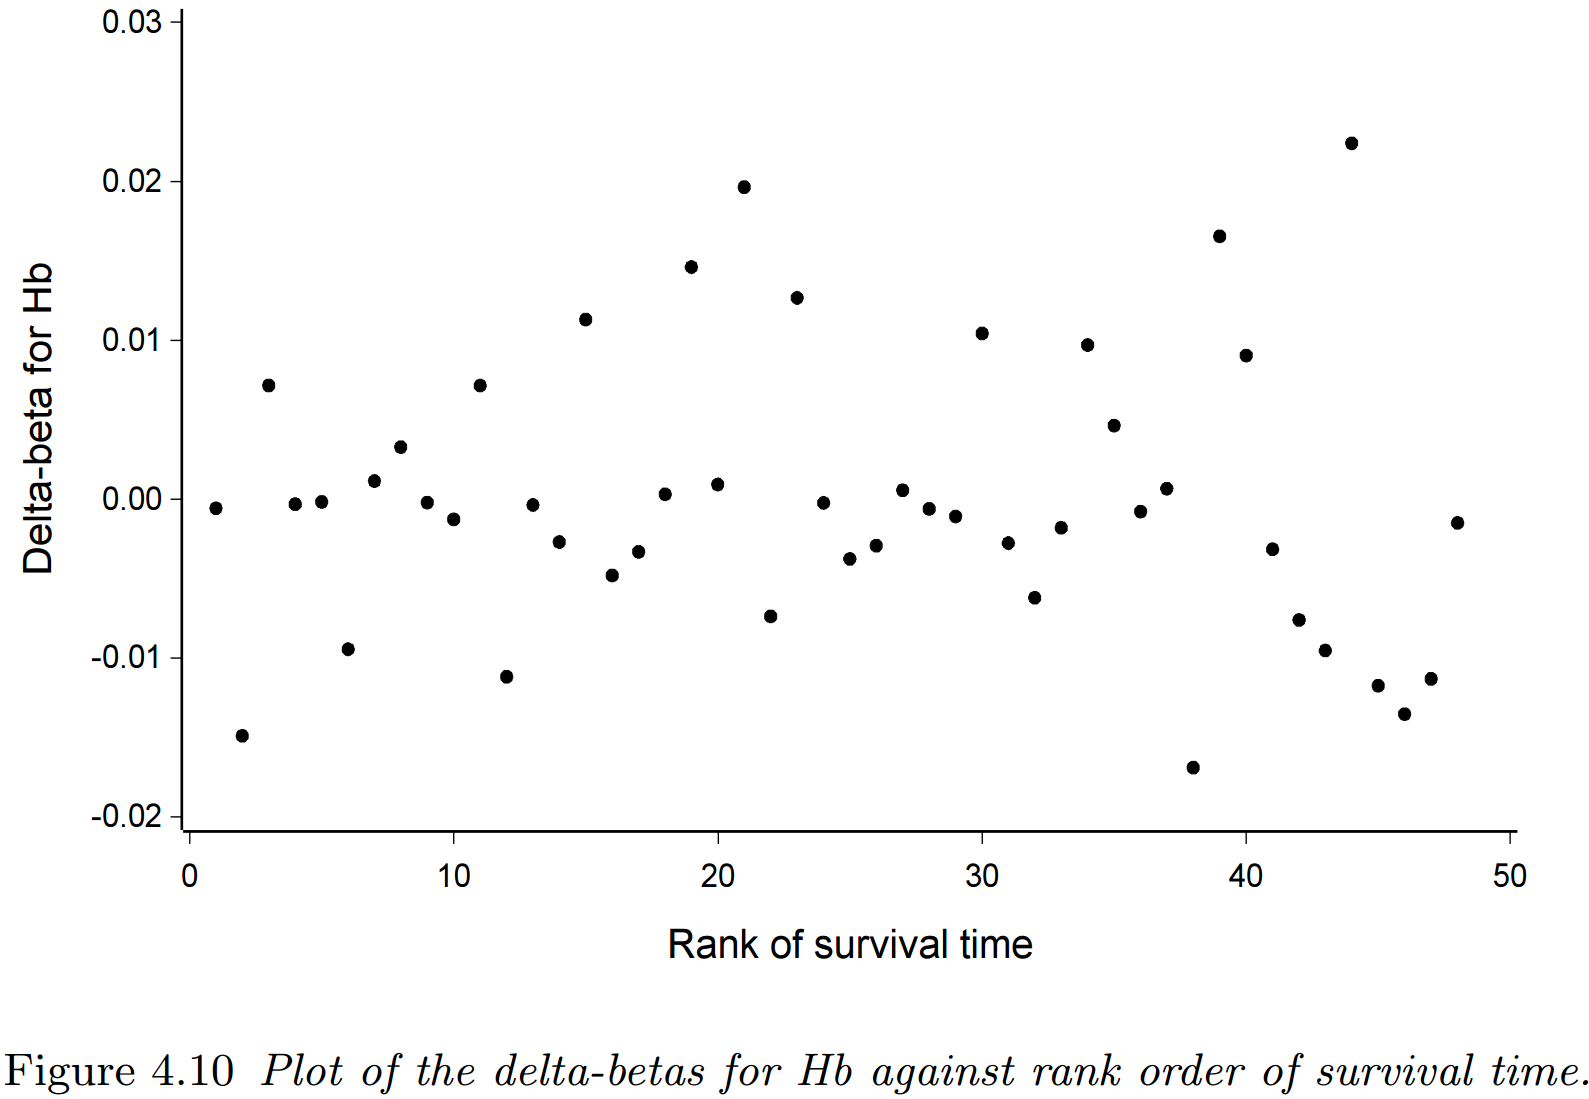 0.03
0.02
0.01
0.00
-0.01
-0.02
Delta-beta for Hb
0 10 20 30 40 50
Rank of survival time
Figure 4.10 Plot of the delta-betas for Hb against rank order of survival time.